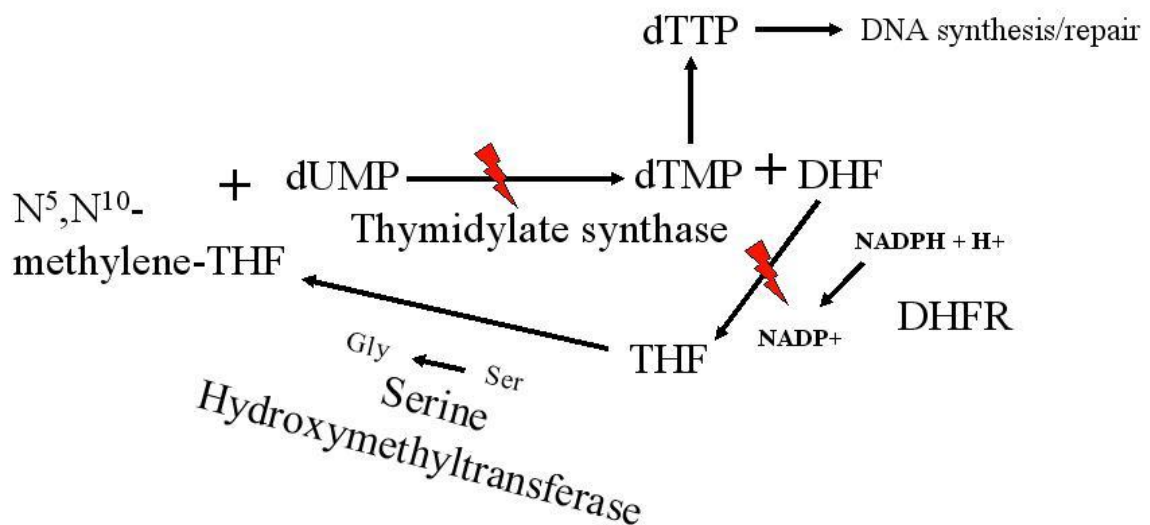 dTTP
DNA synthesis/repair
N⁵,N¹⁰-
methylene-THF
+
dUMP
dTMP + DHF
Thymidylate synthase
NADPH + H+
NADP+
DHFR
THF
Gly
Ser
Serine
Hydroxymethyltransferase